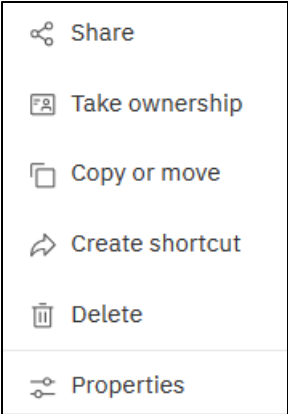 Share
Take ownership
Copy or move
Create shortcut
Delete
Properties